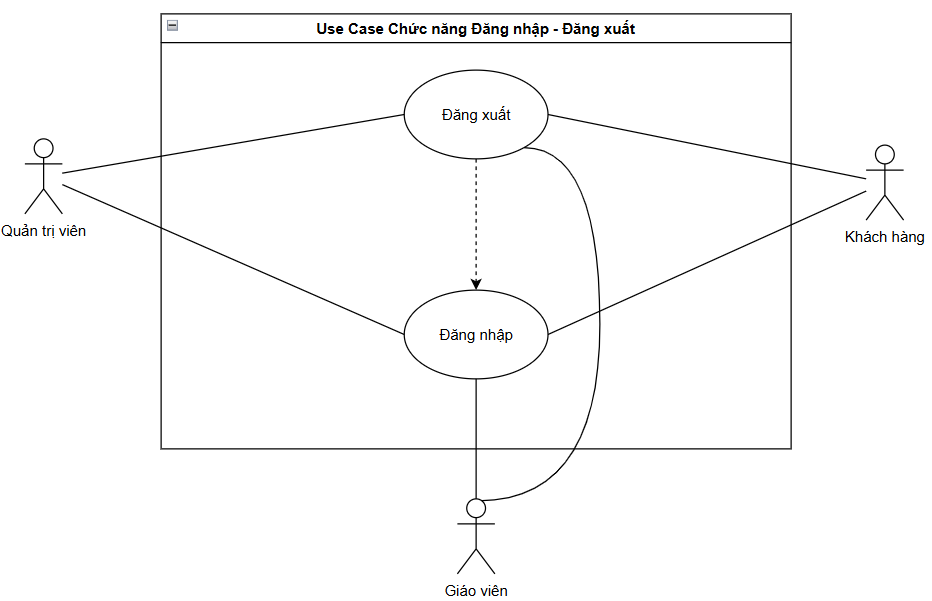 Use Case Chức năng Đăng nhập - Đăng xuất
Đăng xuất
Quản trị viên
Khách hàng
Đăng nhập
Giáo viên